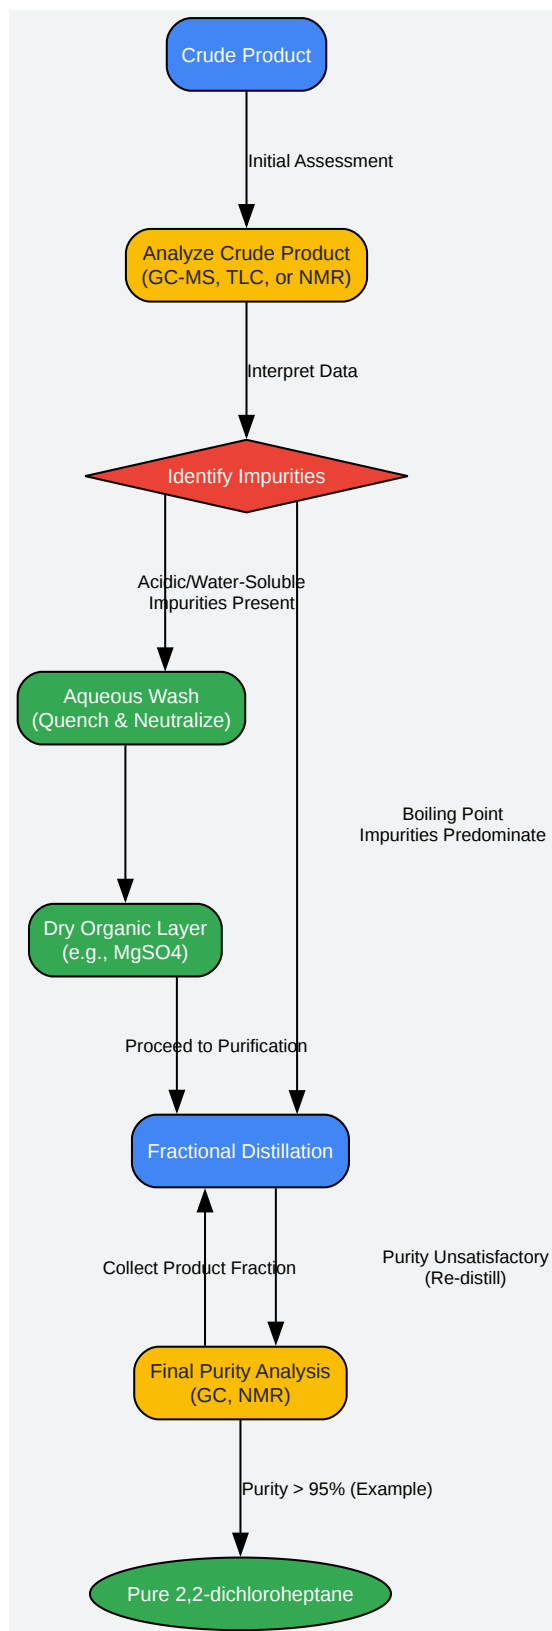 Crude Product
Initial Assessment
Analyze Crude Product
(GC-MS, TLC, or NMR)
Interpret Data
Identify Impurities
Acidic/Water-Soluble
Impurities Present
Aqueous Wash
(Quench & Neutralize)
Boiling Point
Impurities Predominate
Dry Organic Layer
(e.g., MgSO4)
Proceed to Purification
Fractional Distillation
Collect Product Fraction
Purity Unsatisfactory
(Re-distill)
Final Purity Analysis
(GC, NMR)
Purity > 95% (Example)
Pure 2,2-dichloroheptane